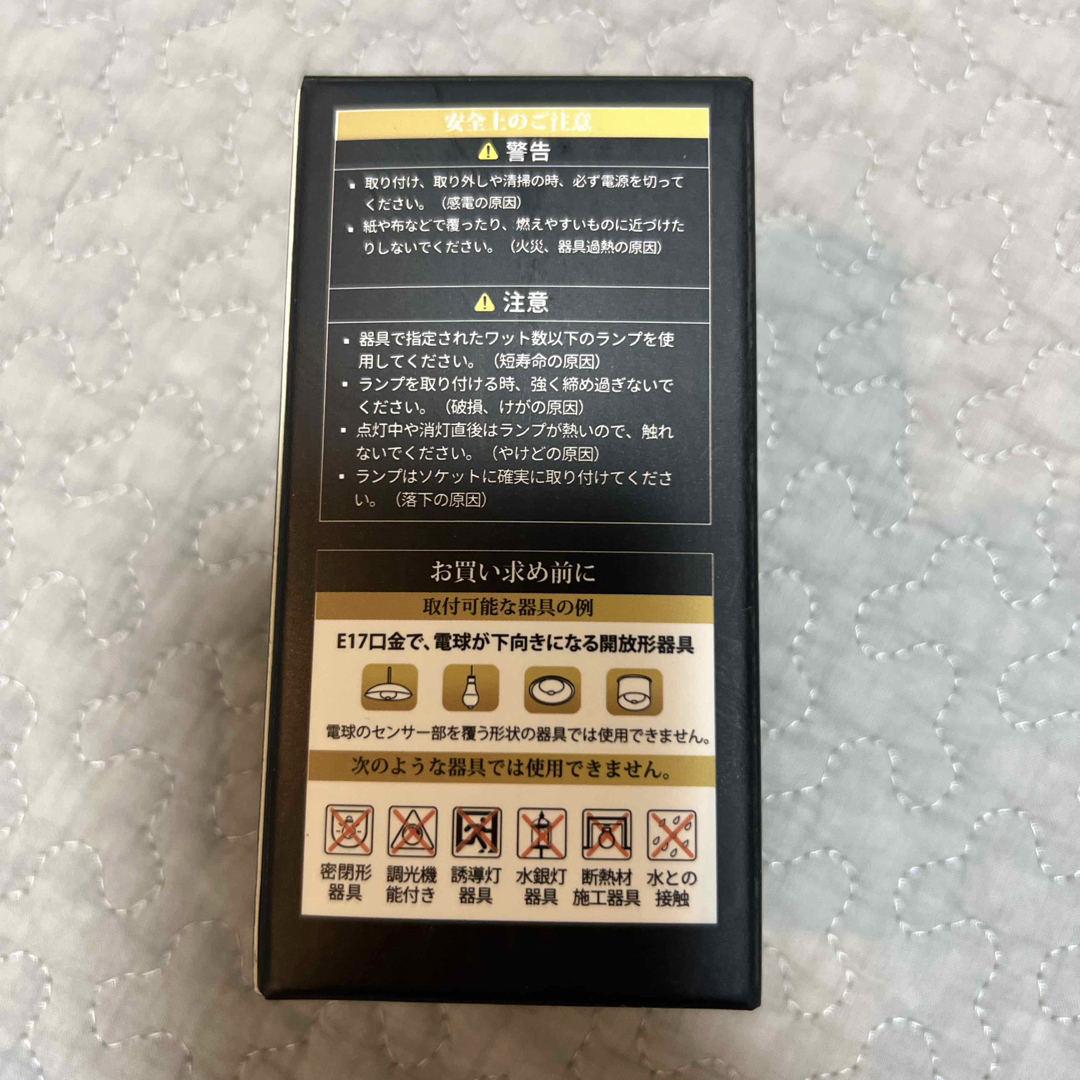 安全上のご注意
警告
▪ 取り付け、取り外しや清掃の時、必ず電源を切って
ください。（感電の原因）
▪ 紙や布などで覆ったり、燃えやすいものに近づけた
りしないでください。（火災、器具過熱の原因）
注意
▪ 器具で指定されたワット数以下のランプを使
用してください。（短寿命の原因）
▪ ランプを取り付ける時、強く締め過ぎないで
ください。（破損、けがの原因）
▪ 点灯中や消灯直後はランプが熱いので、触れ
ないでください。（やけどの原因）
▪ ランプはソケットに確実に取り付けてくださ
い。（落下の原因）
お買い求め前に
取付可能な器具の例
E17口金で、電球が下向きになる開放形器具
電球のセンサー部を覆う形状の器具では使用できません。
次のような器具では使用できません。
密閉形
器具
調光機
能付き
誘導灯
器具
水銀灯
器具
断熱材
施工器具
水との
接触